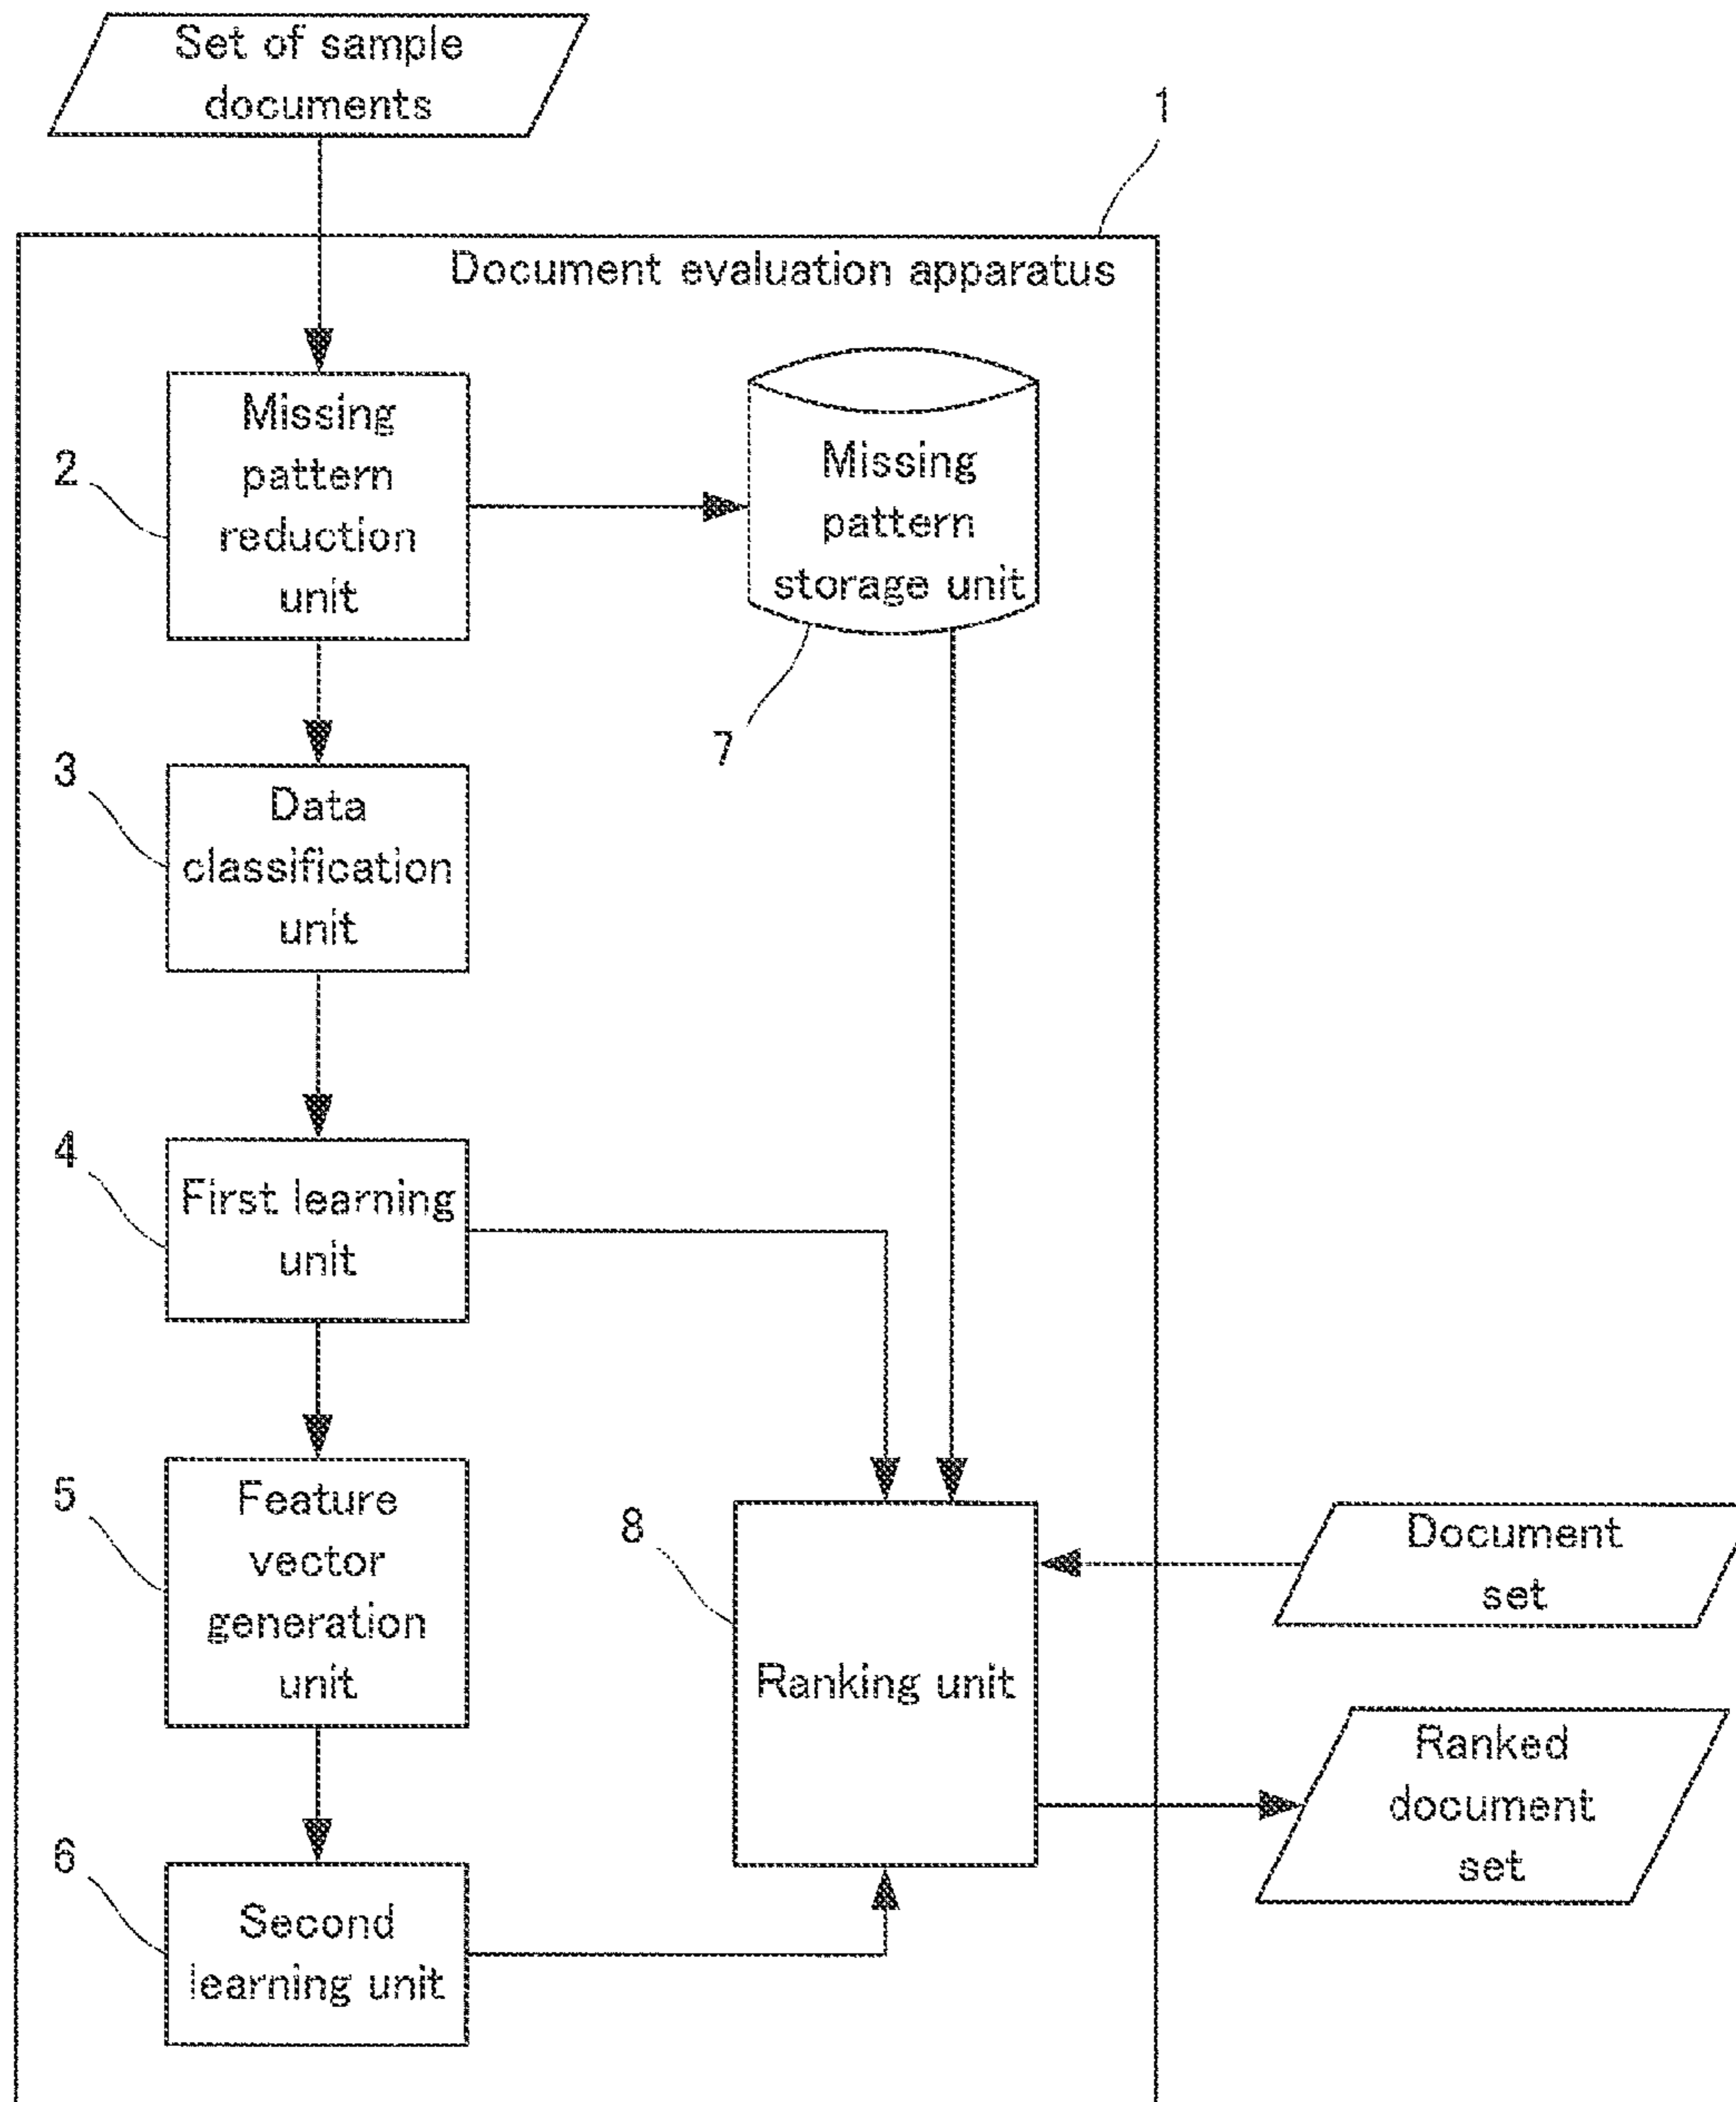 Set of sample
documents
1
Document evaluation apparatus
2
Missing
pattern
reduction
unit
Missing
pattern
storage unit
7
3
Data
classification
unit
4
First learning
unit
5
Feature
vector
generation
unit
8
Ranking unit
Document
set
Ranked
document
set
6
Second
learning unit